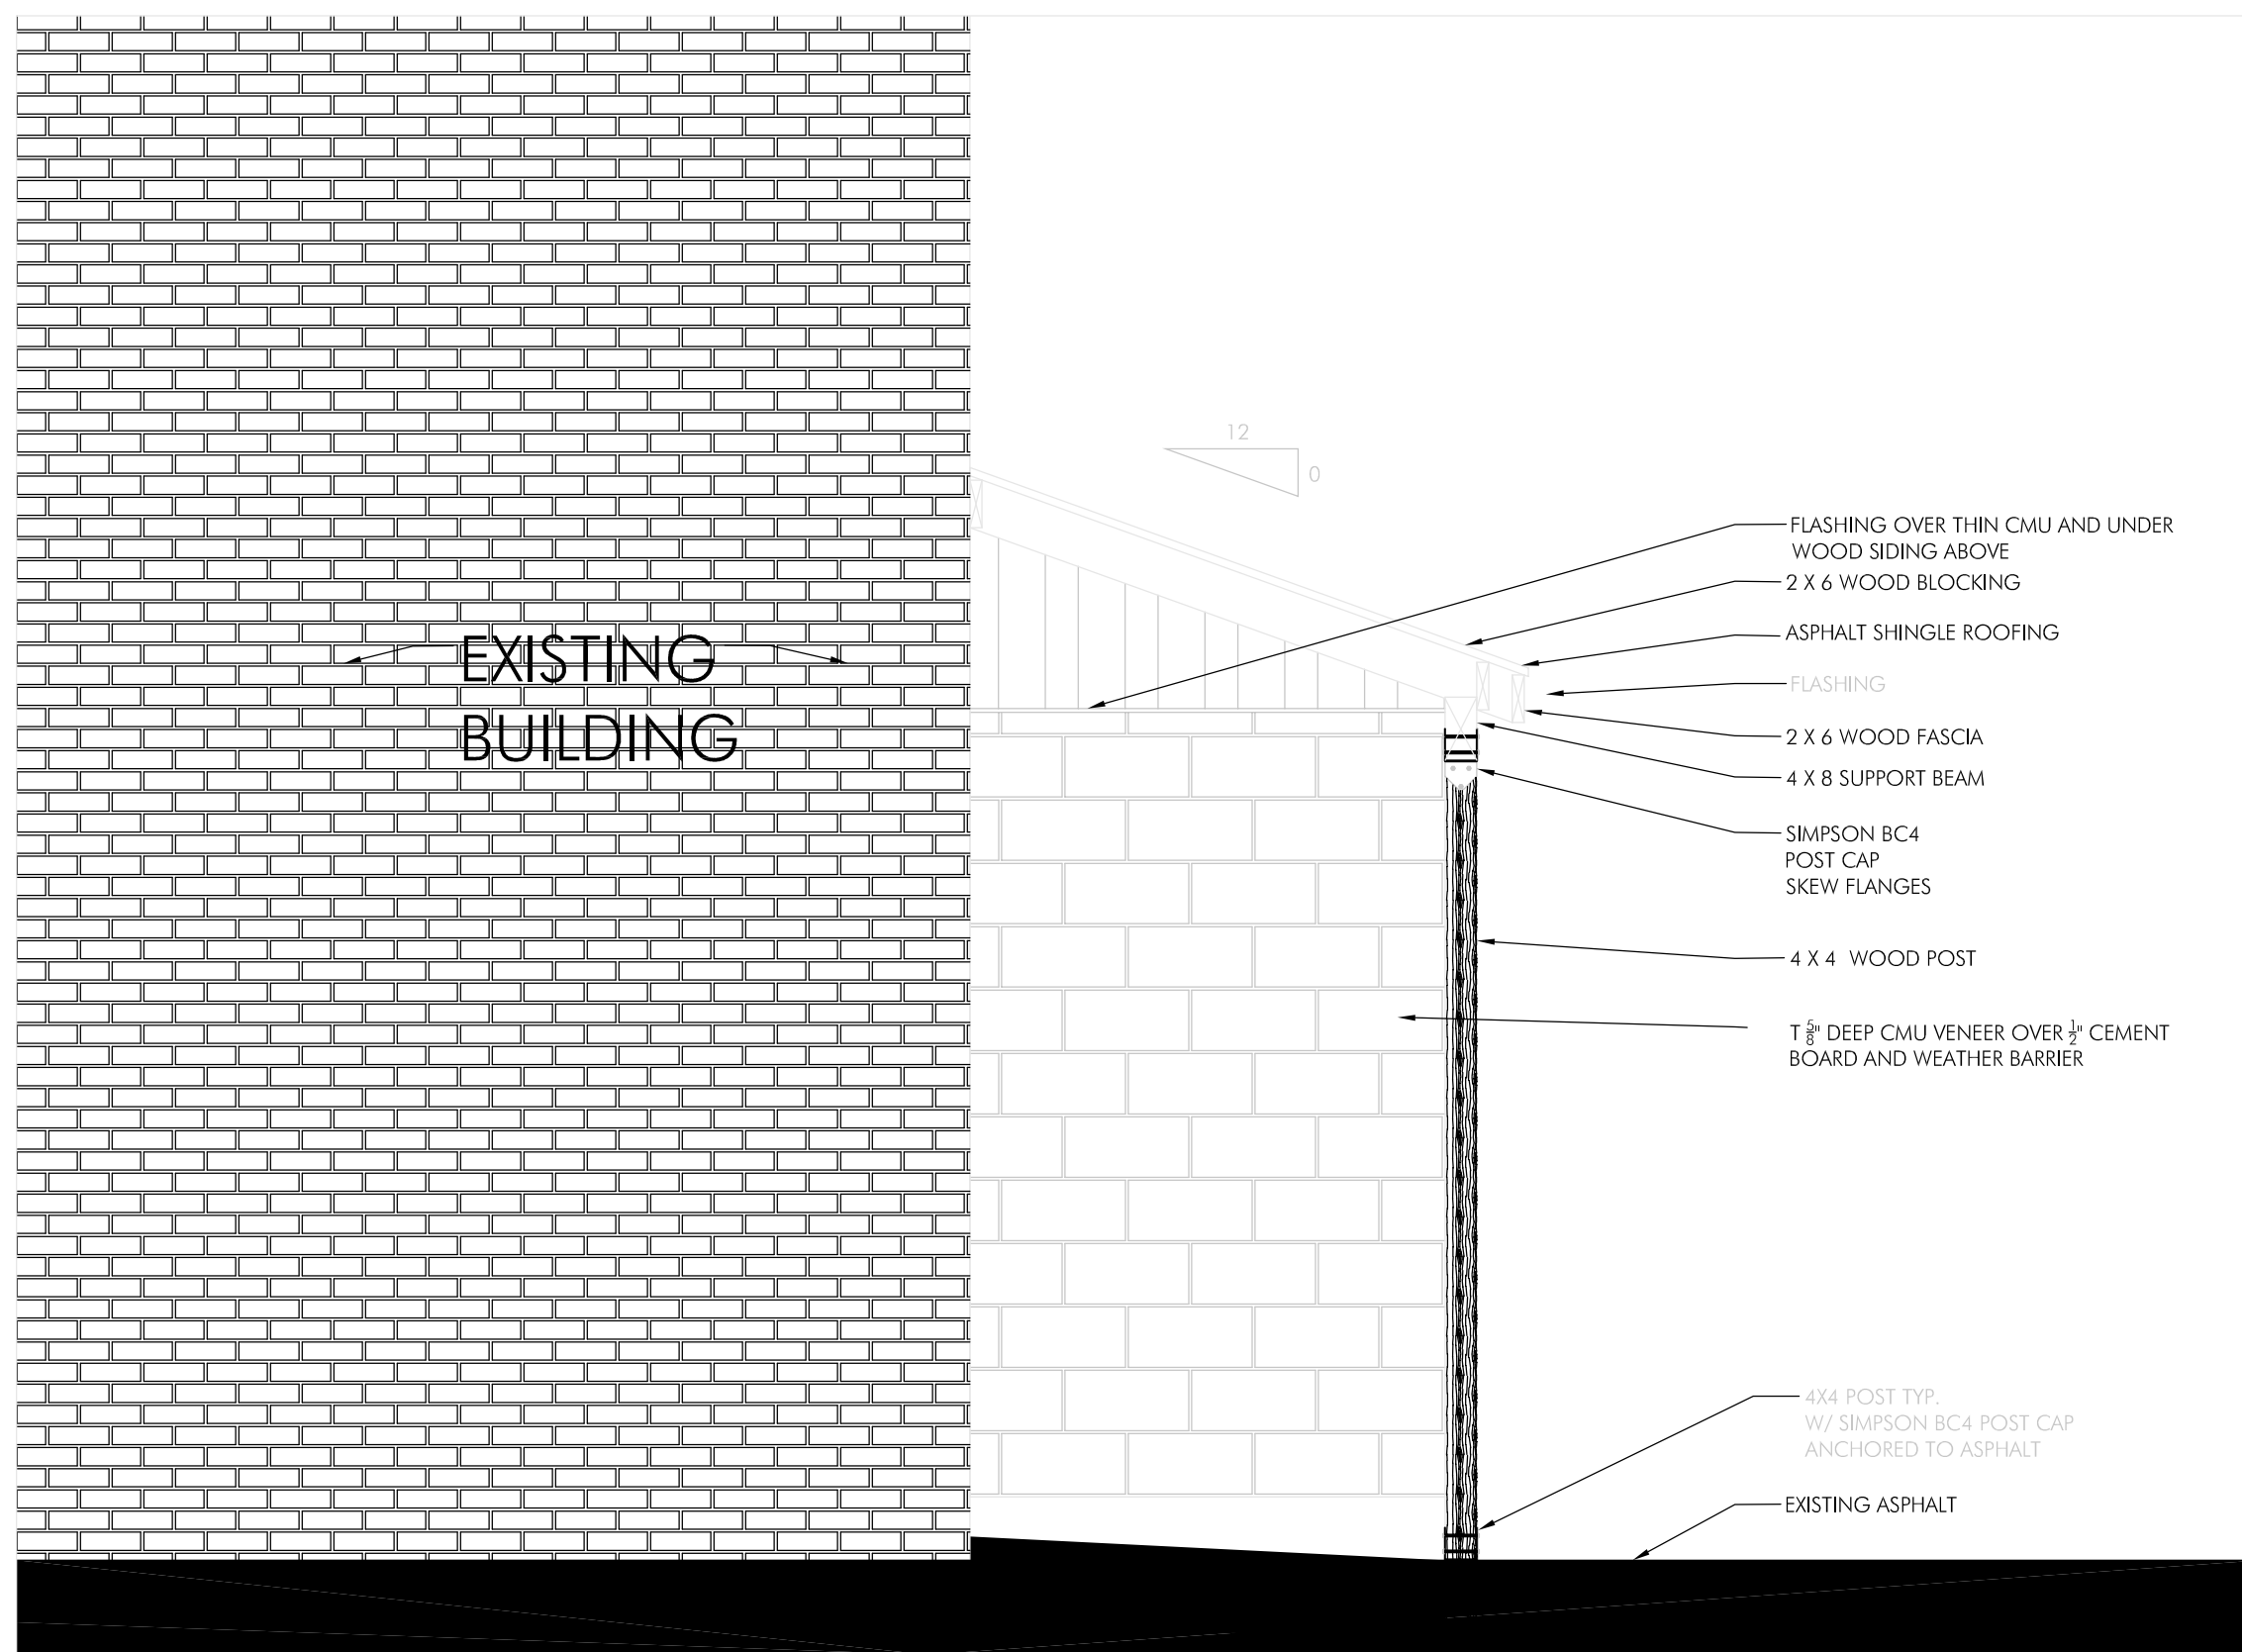 12
0
FLASHING OVER THIN CMU AND UNDER
WOOD SIDING ABOVE
2 X 6 WOOD BLOCKING
ASPHALT SHINGLE ROOFING
EXISTING
BUILDING
FLASHING
2 X 6 WOOD FASCIA
4 X 8 SUPPORT BEAM
SIMPSON BC4
POST CAP
SKEW FLANGES
4 X 4 WOOD POST
T 5/8" DEEP CMU VENEER OVER 1/2" CEMENT
BOARD AND WEATHER BARRIER
4X4 POST TYP.
W/ SIMPSON BC4 POST CAP
ANCHORED TO ASPHALT
EXISTING ASPHALT